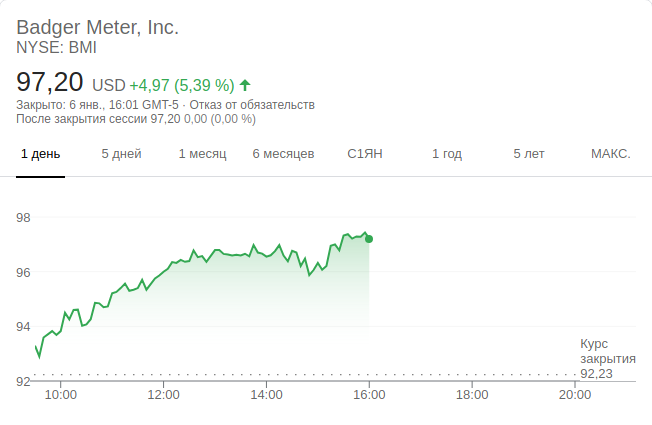 Badger Meter, Inc.
NYSE: BMI
97,20 USD +4,97 (5,39 %)
Закрыто: 6 янв., 16:01 GMT-5 · Отказ от обязательств
После закрытия сессии 97,20 0,00 (0,00 %)
1 день 5 дней 1 месяц 6 месяцев С1ЯН 1 год 5 лет МАКС.
98
96
94
Курс
закрытия
92,23
92
10:00 12:00 14:00 16:00 18:00 20:00